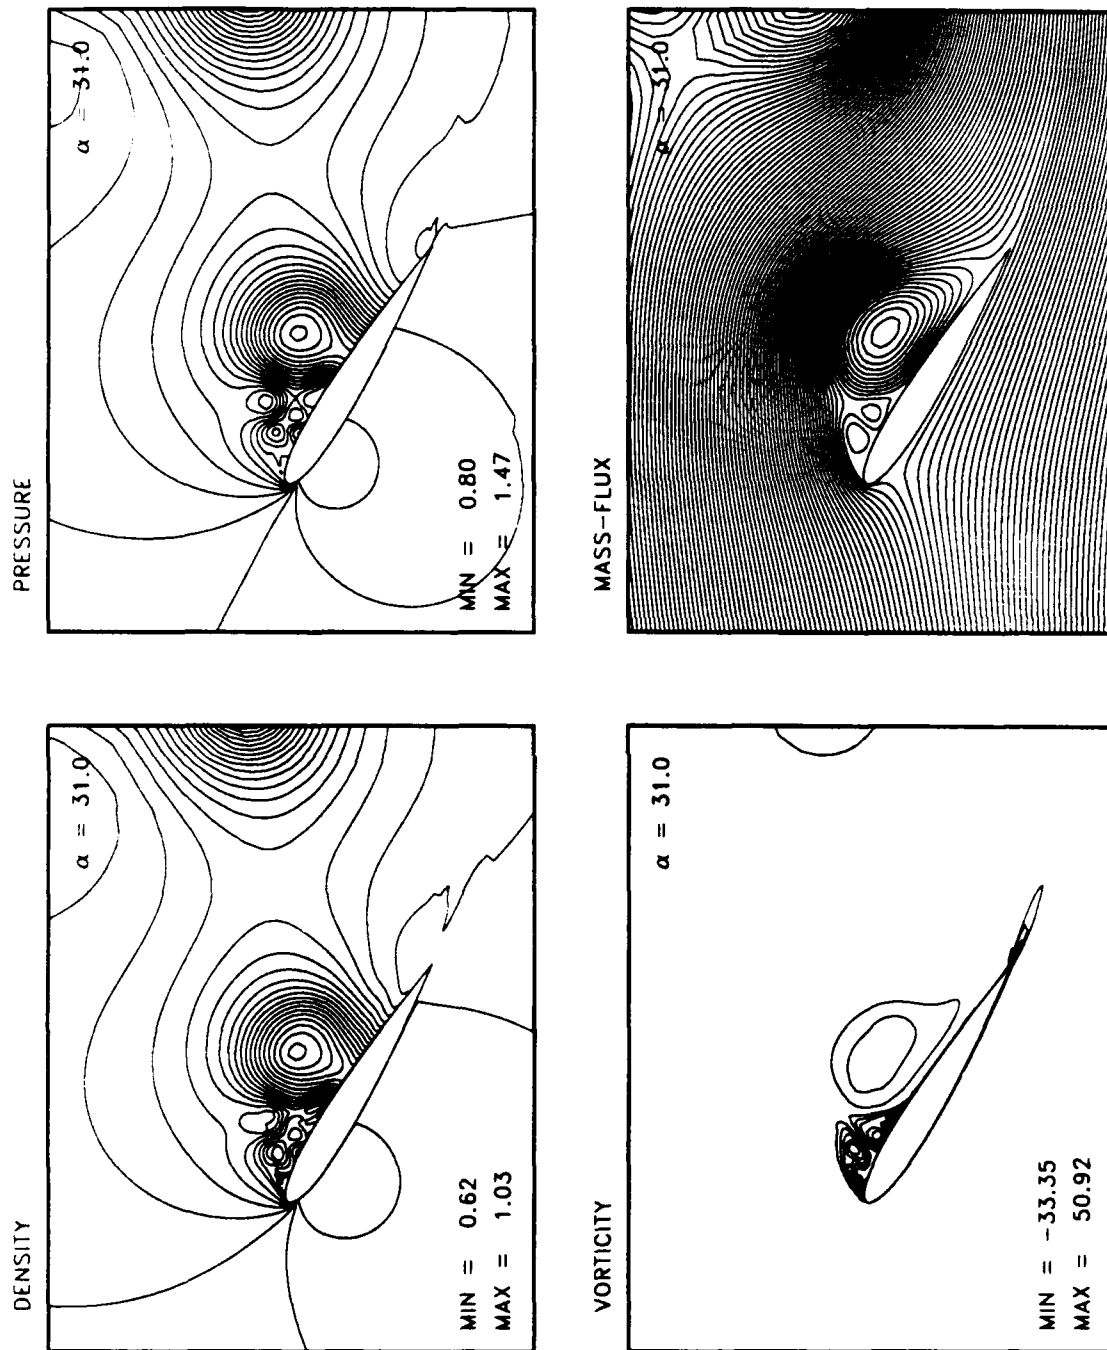 PRESSURE
α = 31.0
MIN = 0.80
MAX = 1.47
MASS-FLUX
α = 31.0
DENSITY
α = 31.0
MIN = 0.62
MAX = 1.03
VORTICITY
α = 31.0
MIN = -33.35
MAX = 50.92